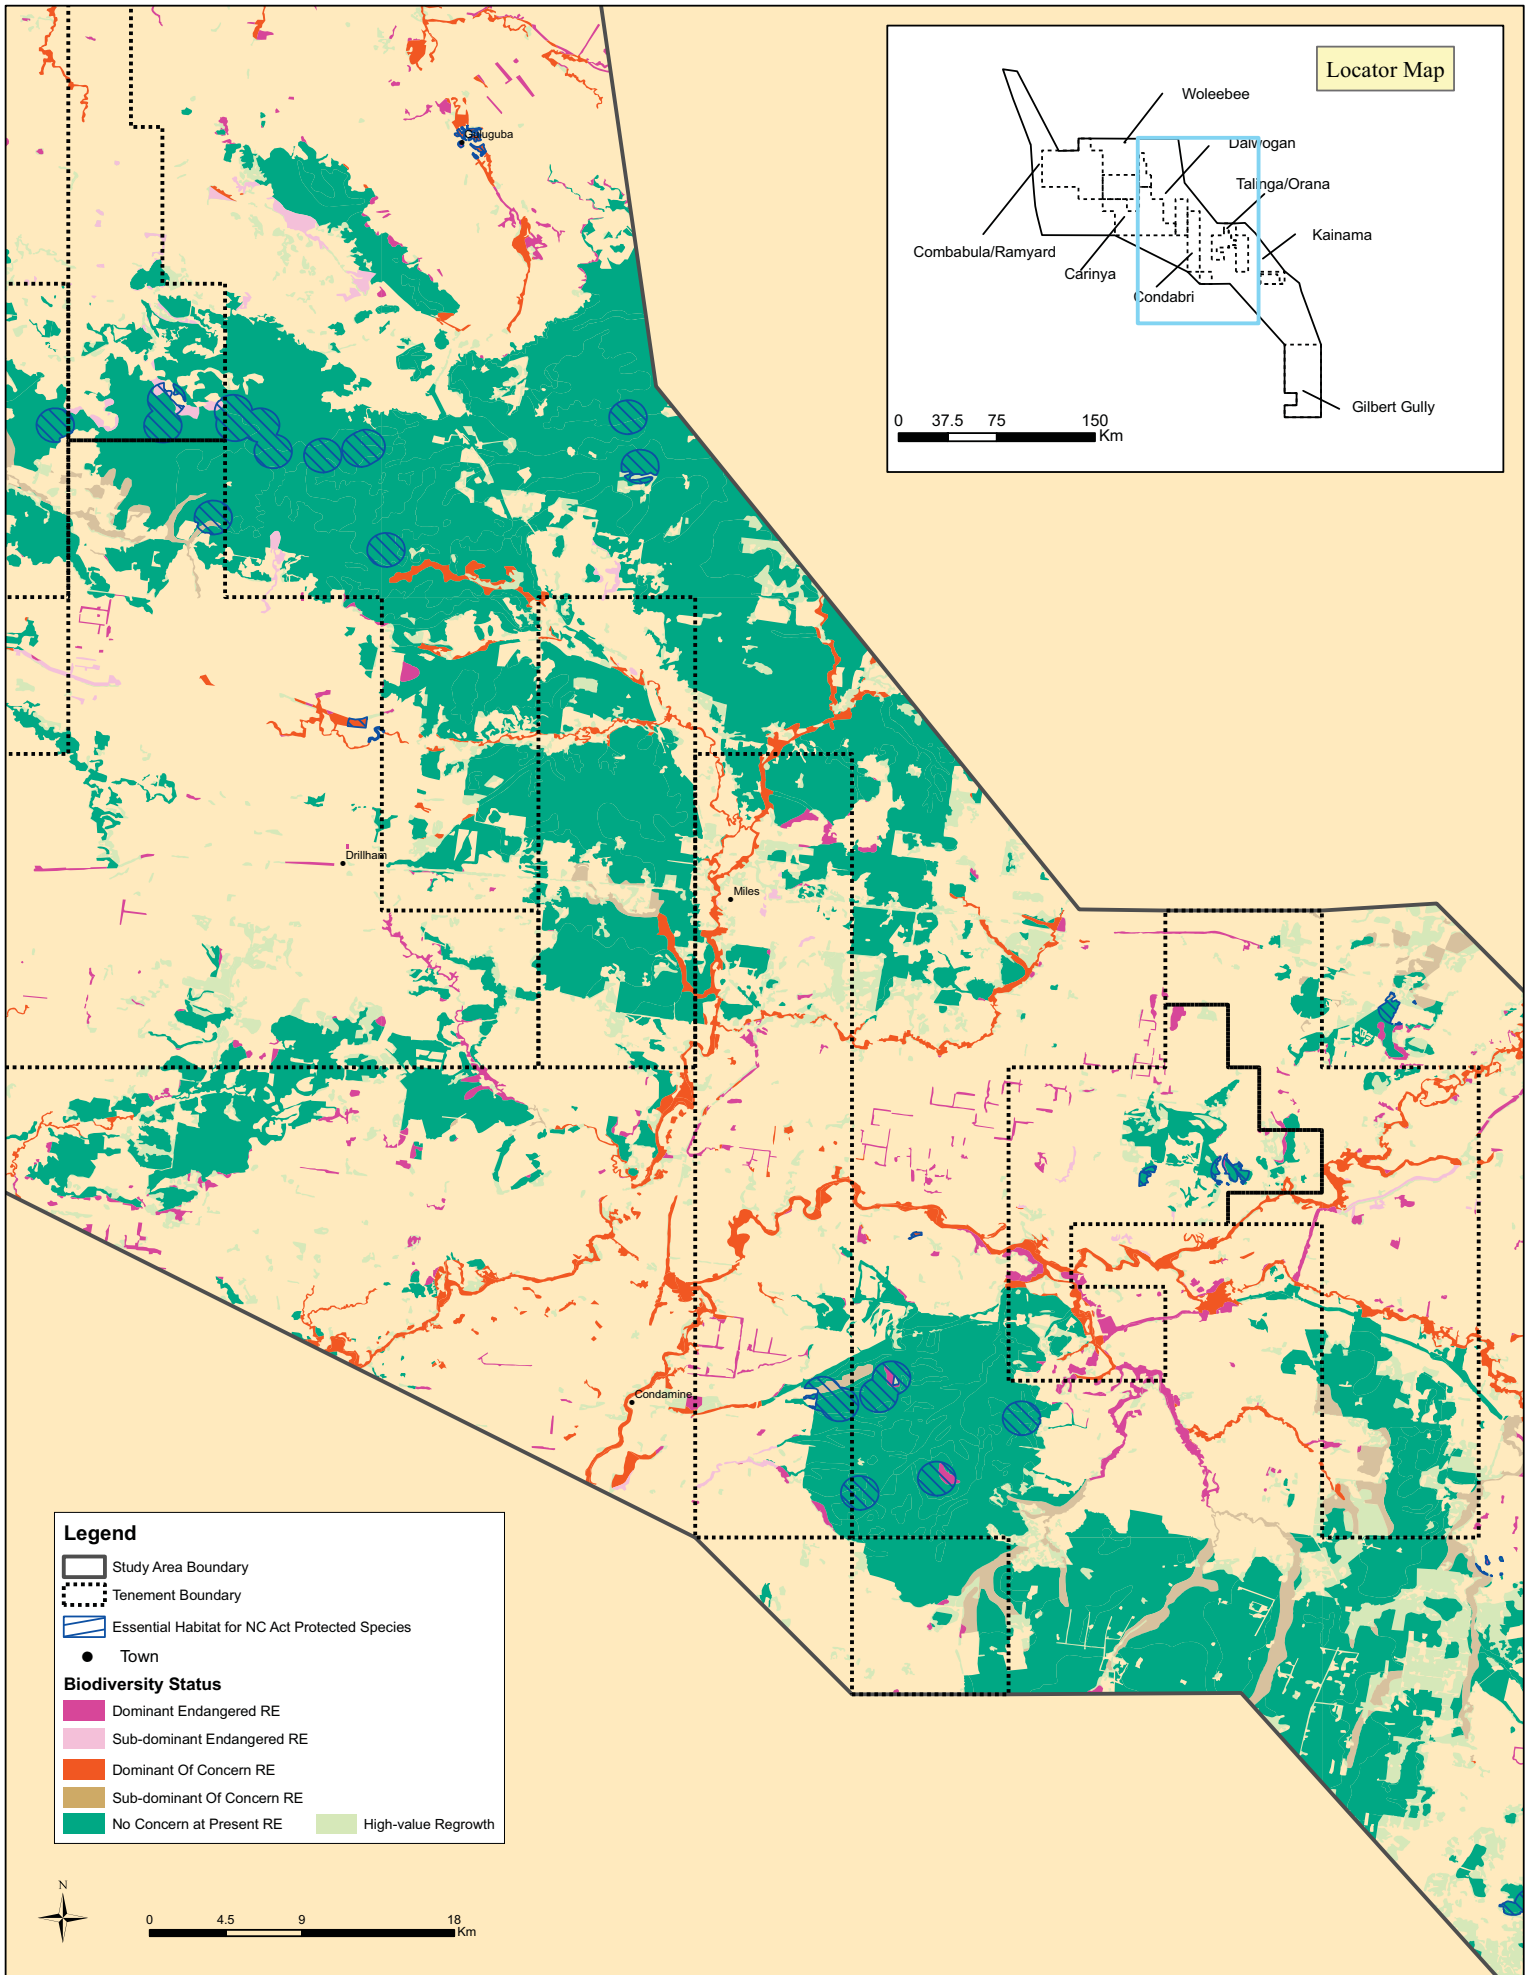 Locator Map
Woleebee
Dalwogan
Talinga/Orana
Kainama
Combabula/Ramyard
Carinya
Condabri
Gilbert Gully
0 37.5 75 150
Km
Guluguba
Drillham
Miles
Condamine
Legend
Study Area Boundary
Tenement Boundary
Essential Habitat for NC Act Protected Species
Town
Biodiversity Status
Dominant Endangered RE
Sub-dominant Endangered RE
Dominant Of Concern RE
Sub-dominant Of Concern RE
No Concern at Present RE High-value Regrowth
N
0 4.5 9 18
Km